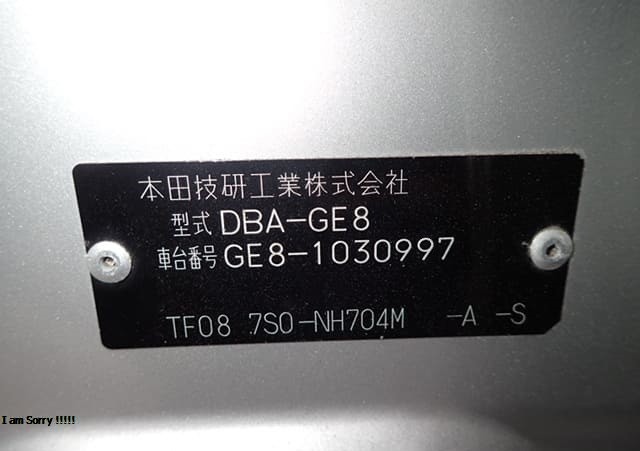 本田技研工業株式会社
型式 DBA-GE8
車台番号 GE8-1030997
TF08 7S0-NH704M -A -S
I am Sorry !!!!!